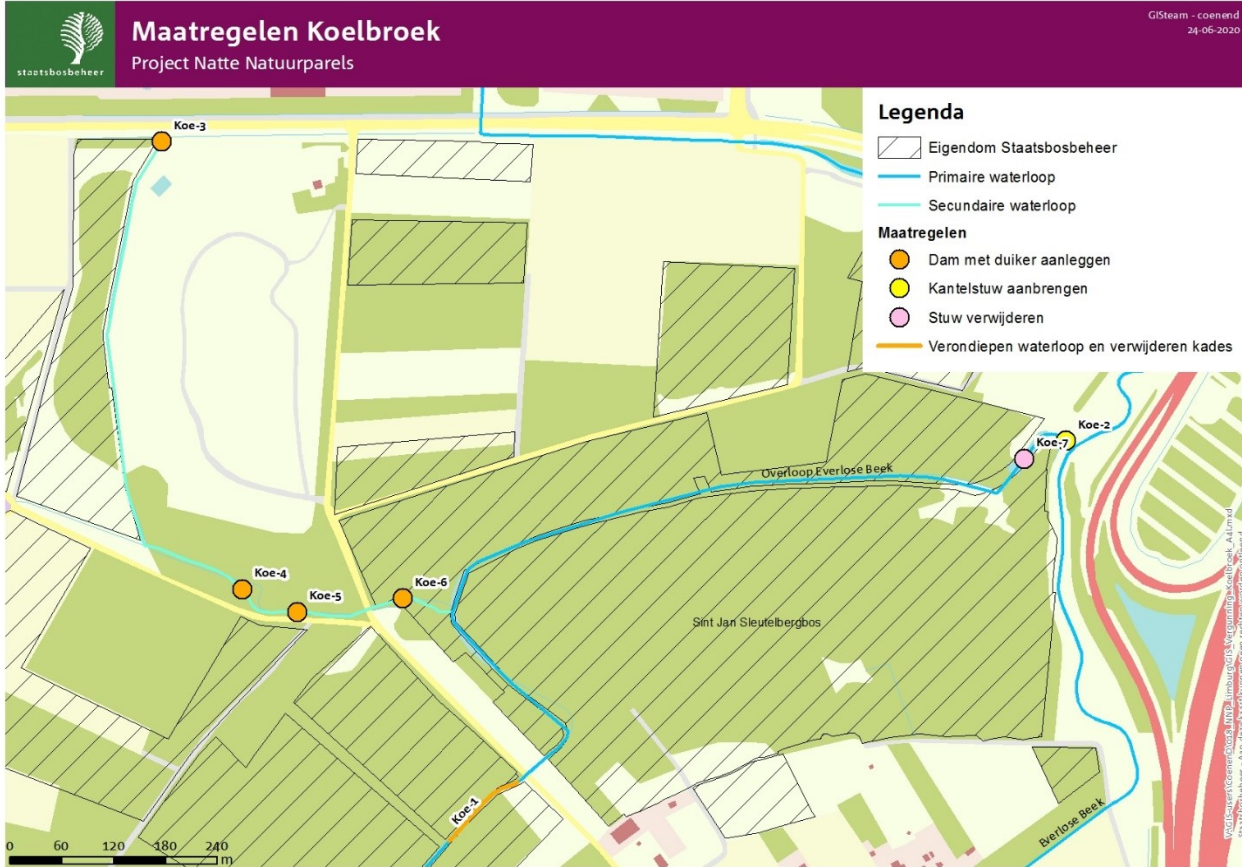 staatsbosbeheer
Maatregelen Koelbroek
Project Natte Natuurparels
GISteam - coenend
24-06-2020
Legenda
Eigendom Staatsbosbeheer
Primaire waterloop
Secundaire waterloop
Maatregelen
Dam met duiker aanleggen
Kantelstuw aanbrengen
Stuw verwijderen
Verondiepen waterloop en verwijderen kades
Koe-3
Koe-2
Koe-7
Overloop Everlose Beek
Koe-4
Koe-6
Koe-5
Sint Jan Sleutelbergbos
Koe-1
Everlose Beek
0 60 120 180 240
m